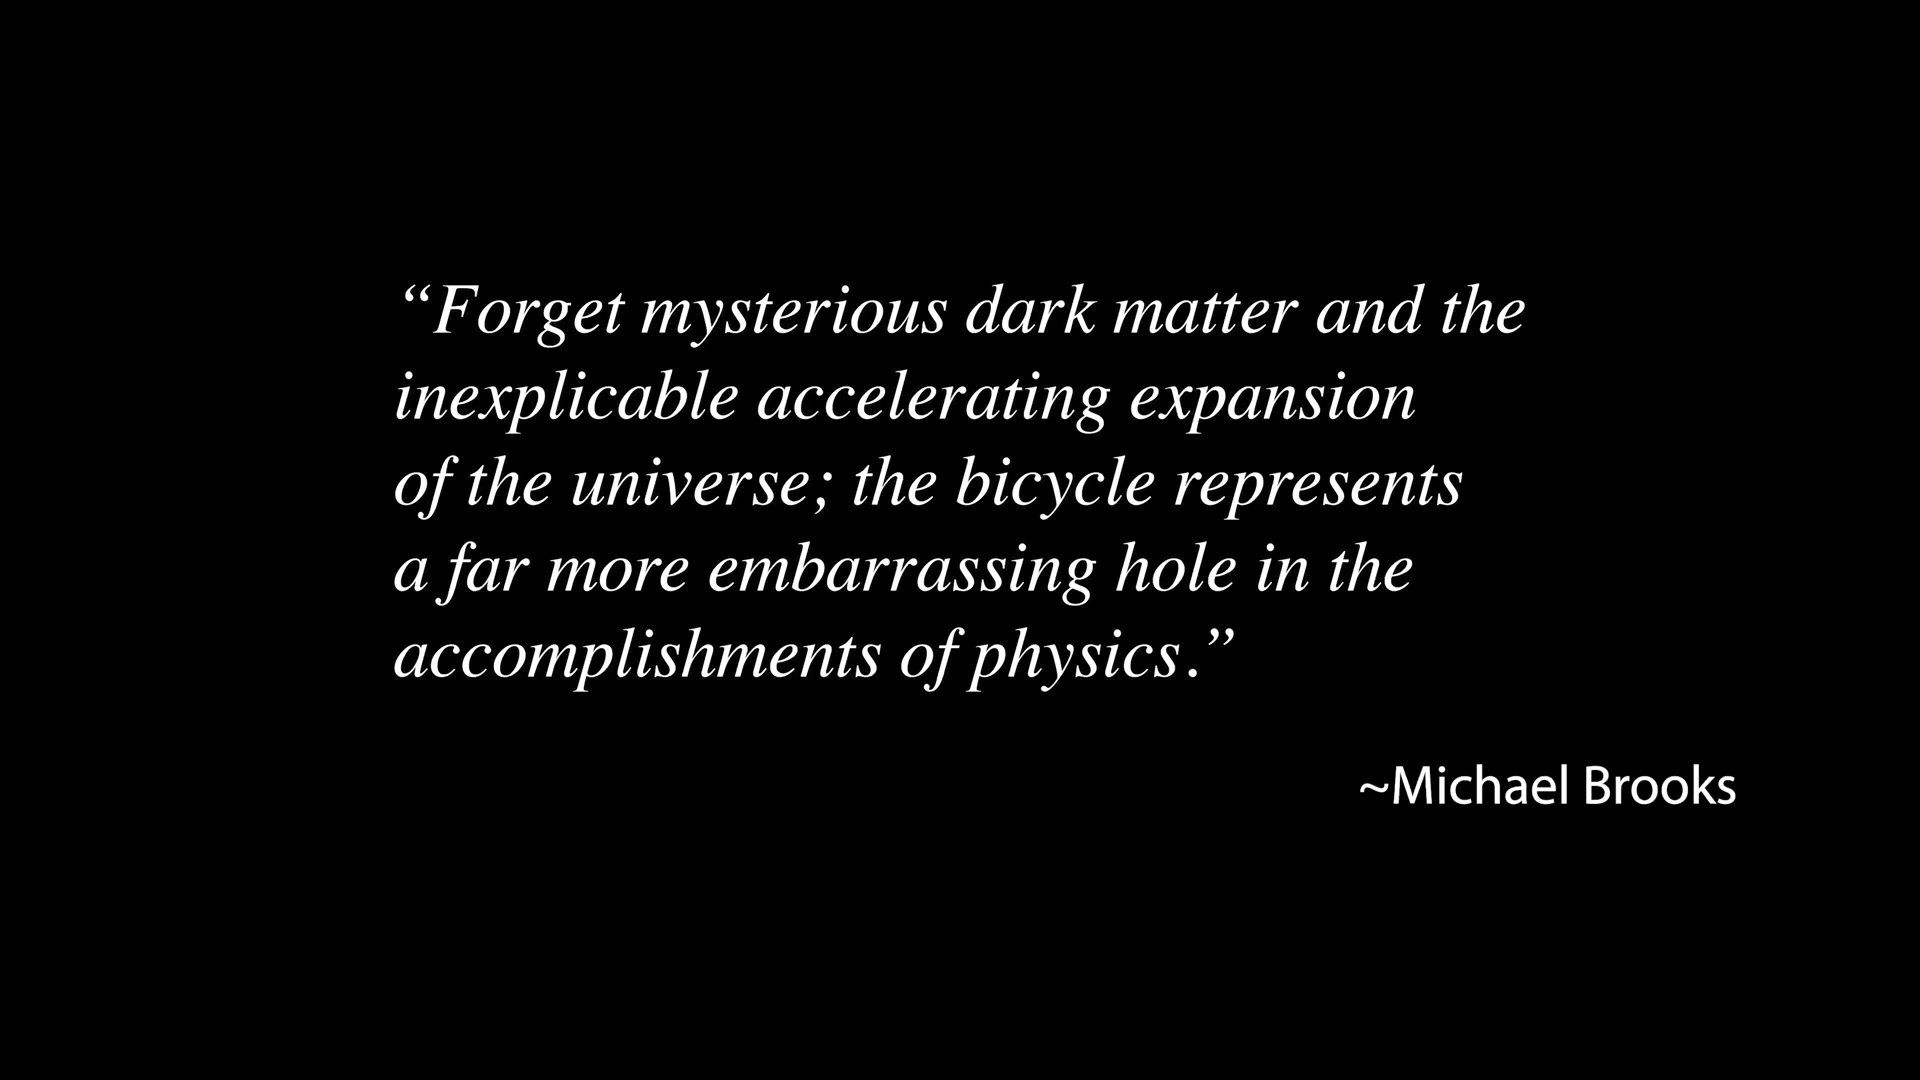 “Forget mysterious dark matter and the
inexplicable accelerating expansion
of the universe; the bicycle represents
a far more embarrassing hole in the
accomplishments of physics.”
~Michael Brooks